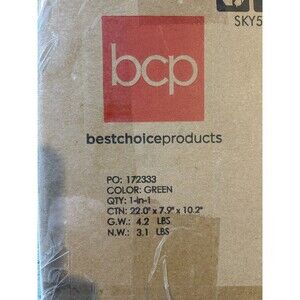 SKY5
bcp
bestchoiceproducts
PO: 172333
COLOR: GREEN
QTY: 1-in-1
CTN: 22.0" x 7.9" x 10.2"
G.W.: 4.2 LBS
N.W.: 3.1 LBS